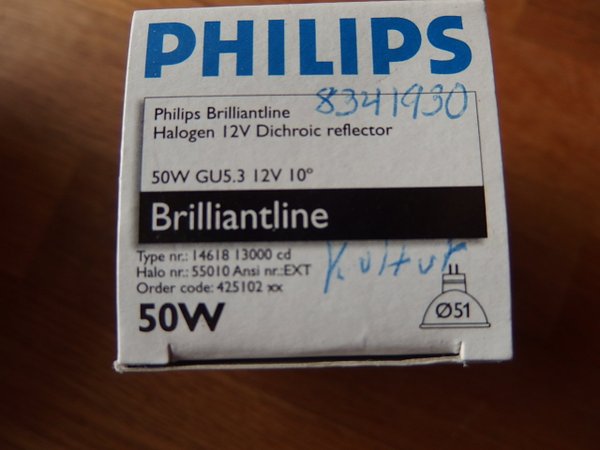 PHILIPS
8341930
Philips Brilliantline
Halogen 12V Dichroic reflector
50W GU5.3 12V 10°
Brilliantline
Type nr.: 14618 13000 cd
Halo nr.: 55010 Ansi nr.:EXT
Order code: 425102 xx
Kultur
50W
Ø51